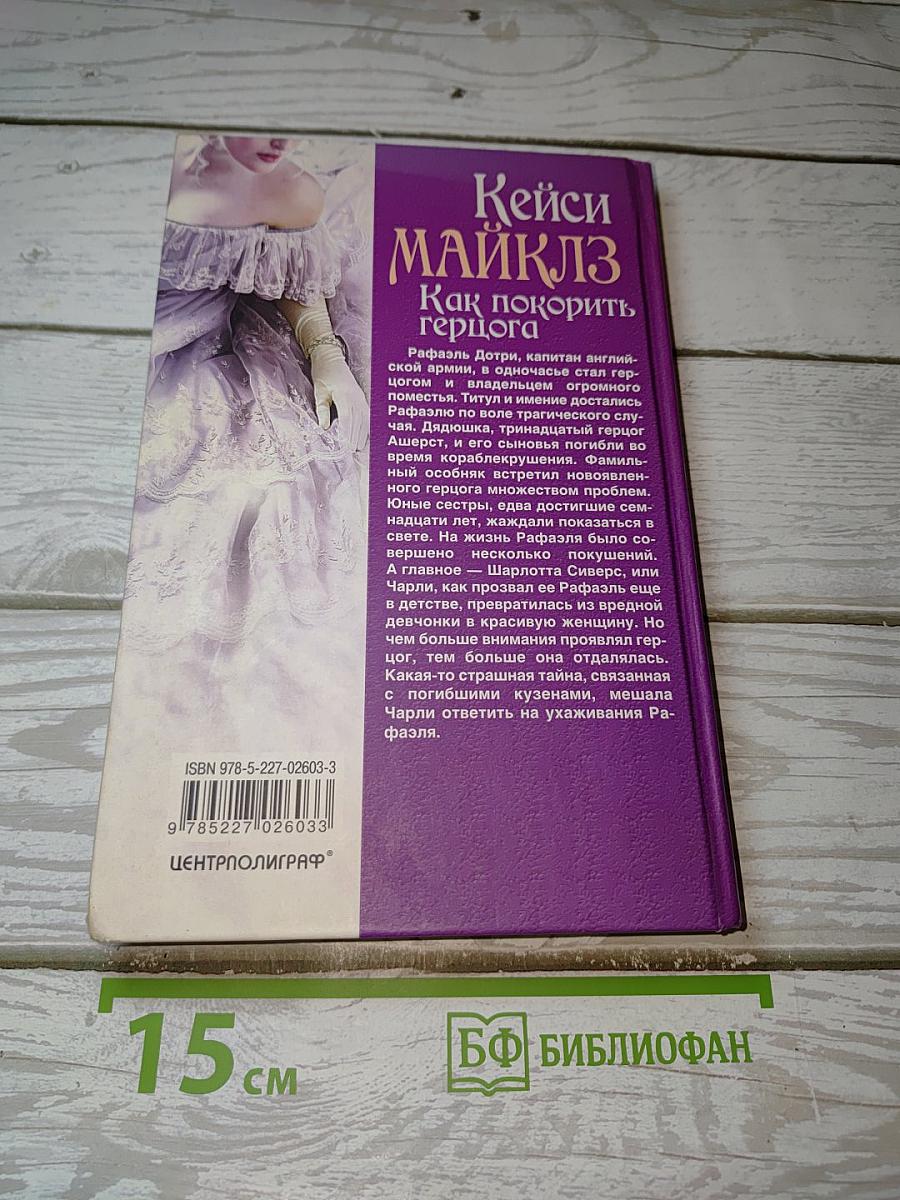 Кейси
МАЙКЛЗ
Как покорить
герцога
Рафаэль Дотри, капитан англий-
ской армии, в одночасье стал гер-
цогом и владельцем огромного
поместья. Титул и имение достались
Рафаэлю по воле трагического слу-
чая. Дядюшка, тринадцатый герцог
Ашерст, и его сыновья погибли во
время кораблекрушения. Фамиль-
ный особняк встретил новоявлен-
ного герцога множеством проблем.
Юные сестры, едва достигшие сем-
надцати лет, жаждали показаться в
свете. На жизнь Рафаэля было со-
вершено несколько покушений.
А главное — Шарлотта Сиверс, или
Чарли, как прозвал ее Рафаэль еще
в детстве, превратилась из вредной
девчонки в красивую женщину. Но
чем больше внимания проявлял гер-
цог, тем больше она отдалялась.
Какая-то страшная тайна, связанная
с погибшими кузенами, мешала
Чарли ответить на ухаживания Ра-
фаэля.
ISBN 978-5-227-02603-3
9 785227 026033
ЦЕНТРПОЛИГРАФ®
15 см
БФ БИБЛИОФАН